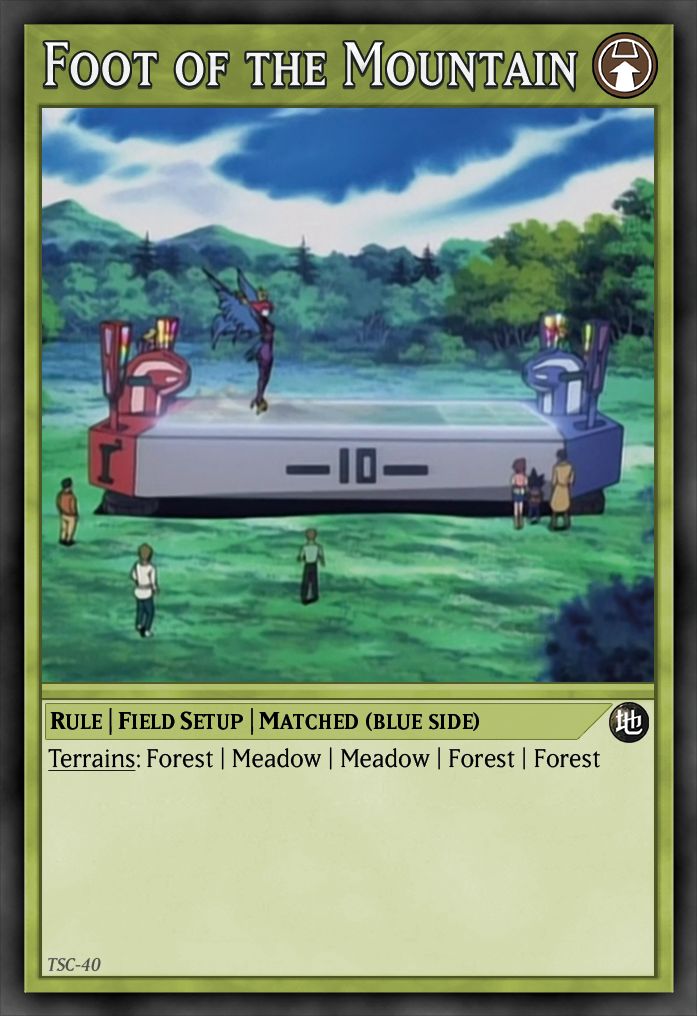 Foot of the Mountain
—10—
Rule | Field Setup | Matched (blue side)
Terrains: Forest | Meadow | Meadow | Forest | Forest
TSC-40